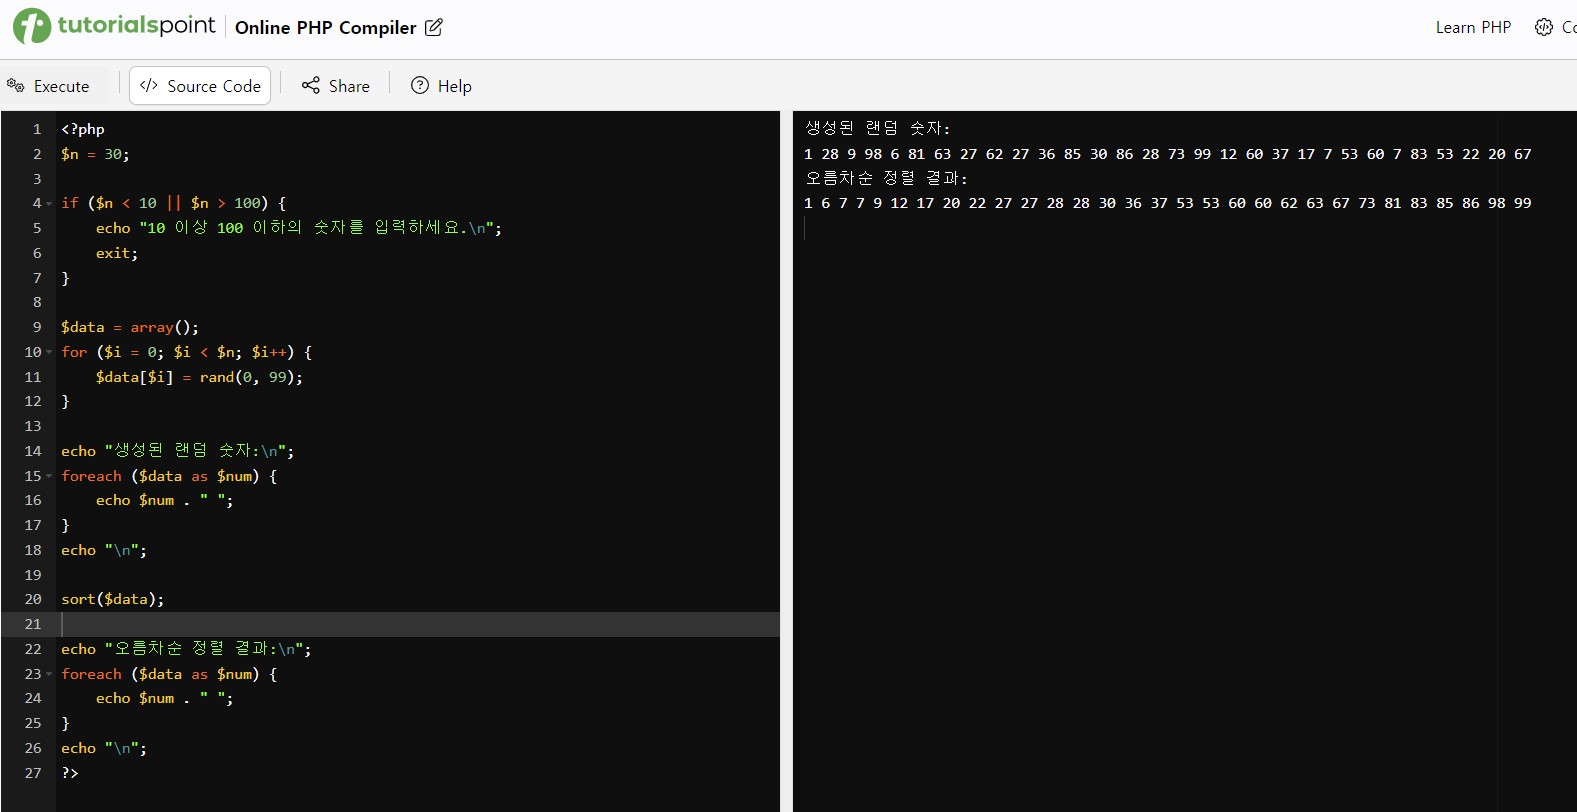 tutorialspoint Online PHP Compiler Learn PHP
Execute </> Source Code Share Help
1 <?php
2 $n = 30;
3
4 if ($n < 10 || $n > 100) {
5     echo "10 이상 100 이하의 숫자를 입력하세요.\n";
6     exit;
7 }
8
9 $data = array();
10 for ($i = 0; $i < $n; $i++) {
11     $data[$i] = rand(0, 99);
12 }
13
14 echo "생성된 랜덤 숫자:\n";
15 foreach ($data as $num) {
16     echo $num . " ";
17 }
18 echo "\n";
19
20 sort($data);
21
22 echo "오름차순 정렬 결과:\n";
23 foreach ($data as $num) {
24     echo $num . " ";
25 }
26 echo "\n";
27 ?>
생성된 랜덤 숫자:
1 28 9 98 6 81 63 27 62 27 36 85 30 86 28 73 99 12 60 37 17 7 53 60 7 83 53 22 20 67
오름차순 정렬 결과:
1 6 7 7 9 12 17 20 22 27 27 28 28 30 36 37 53 53 60 60 62 63 67 73 81 83 85 86 98 99